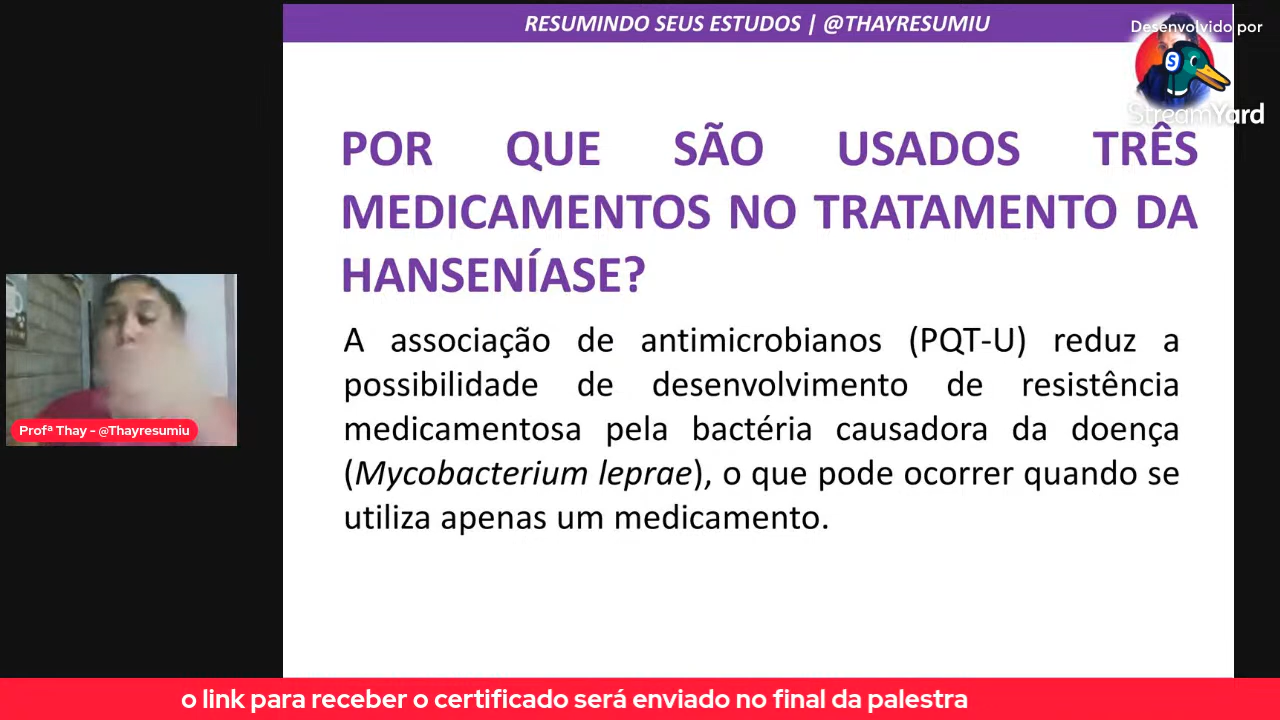 RESUMINDO SEUS ESTUDOS | @THAYRESUMIU
Desenvolvido por
S
StreamYard
POR QUE SÃO USADOS TRÊS
MEDICAMENTOS NO TRATAMENTO DA
HANSENÍASE?
A associação de antimicrobianos (PQT-U) reduz a
possibilidade de desenvolvimento de resistência
medicamentosa pela bactéria causadora da doença
(Mycobacterium leprae), o que pode ocorrer quando se
utiliza apenas um medicamento.
Profª Thay - @Thayresumiu
o link para receber o certificado será enviado no final da palestra